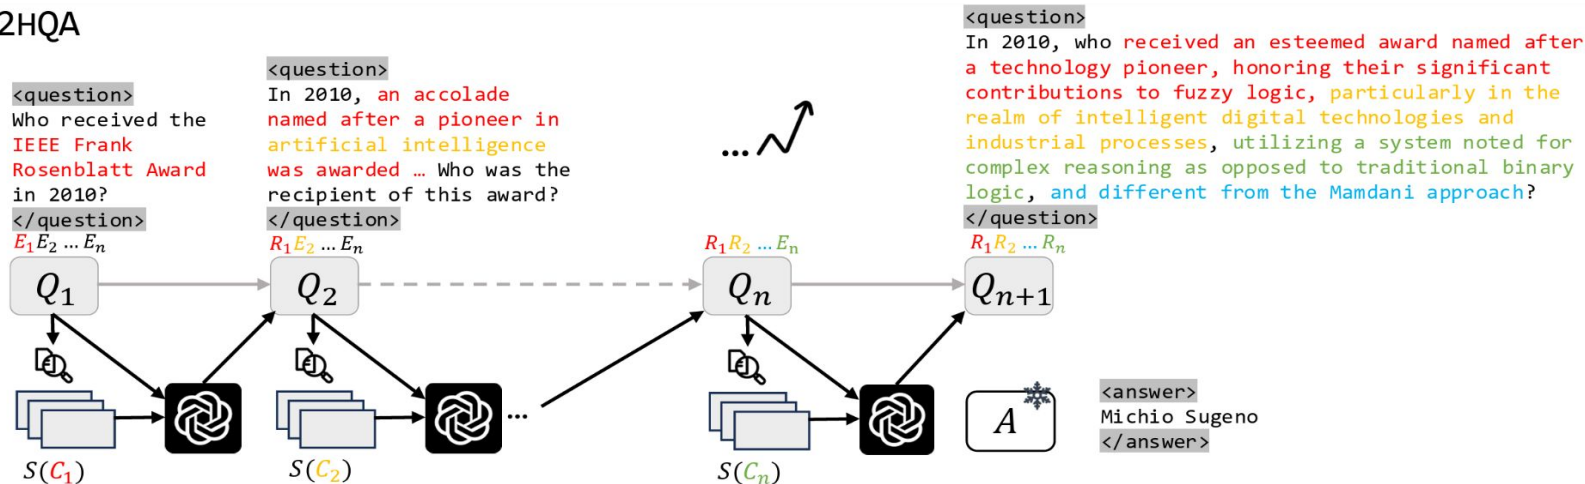 2HQA
<question>
Who received the
IEEE Frank
Rosenblatt Award
in 2010?
</question>
E₁E₂ ... Eₙ
Q₁
S(C₁)
<question>
In 2010, an accolade
named after a pioneer in
artificial intelligence
was awarded … Who was the
recipient of this award?
</question>
R₁E₂ ... Eₙ
Q₂
S(C₂)
...
...
R₁R₂ ... Eₙ
Qₙ
S(Cₙ)
<question>
In 2010, who received an esteemed award named after
a technology pioneer, honoring their significant
contributions to fuzzy logic, particularly in the
realm of intelligent digital technologies and
industrial processes, utilizing a system noted for
complex reasoning as opposed to traditional binary
logic, and different from the Mamdani approach?
</question>
R₁R₂ ... Rₙ
Qₙ₊₁
A
<answer>
Michio Sugeno
</answer>